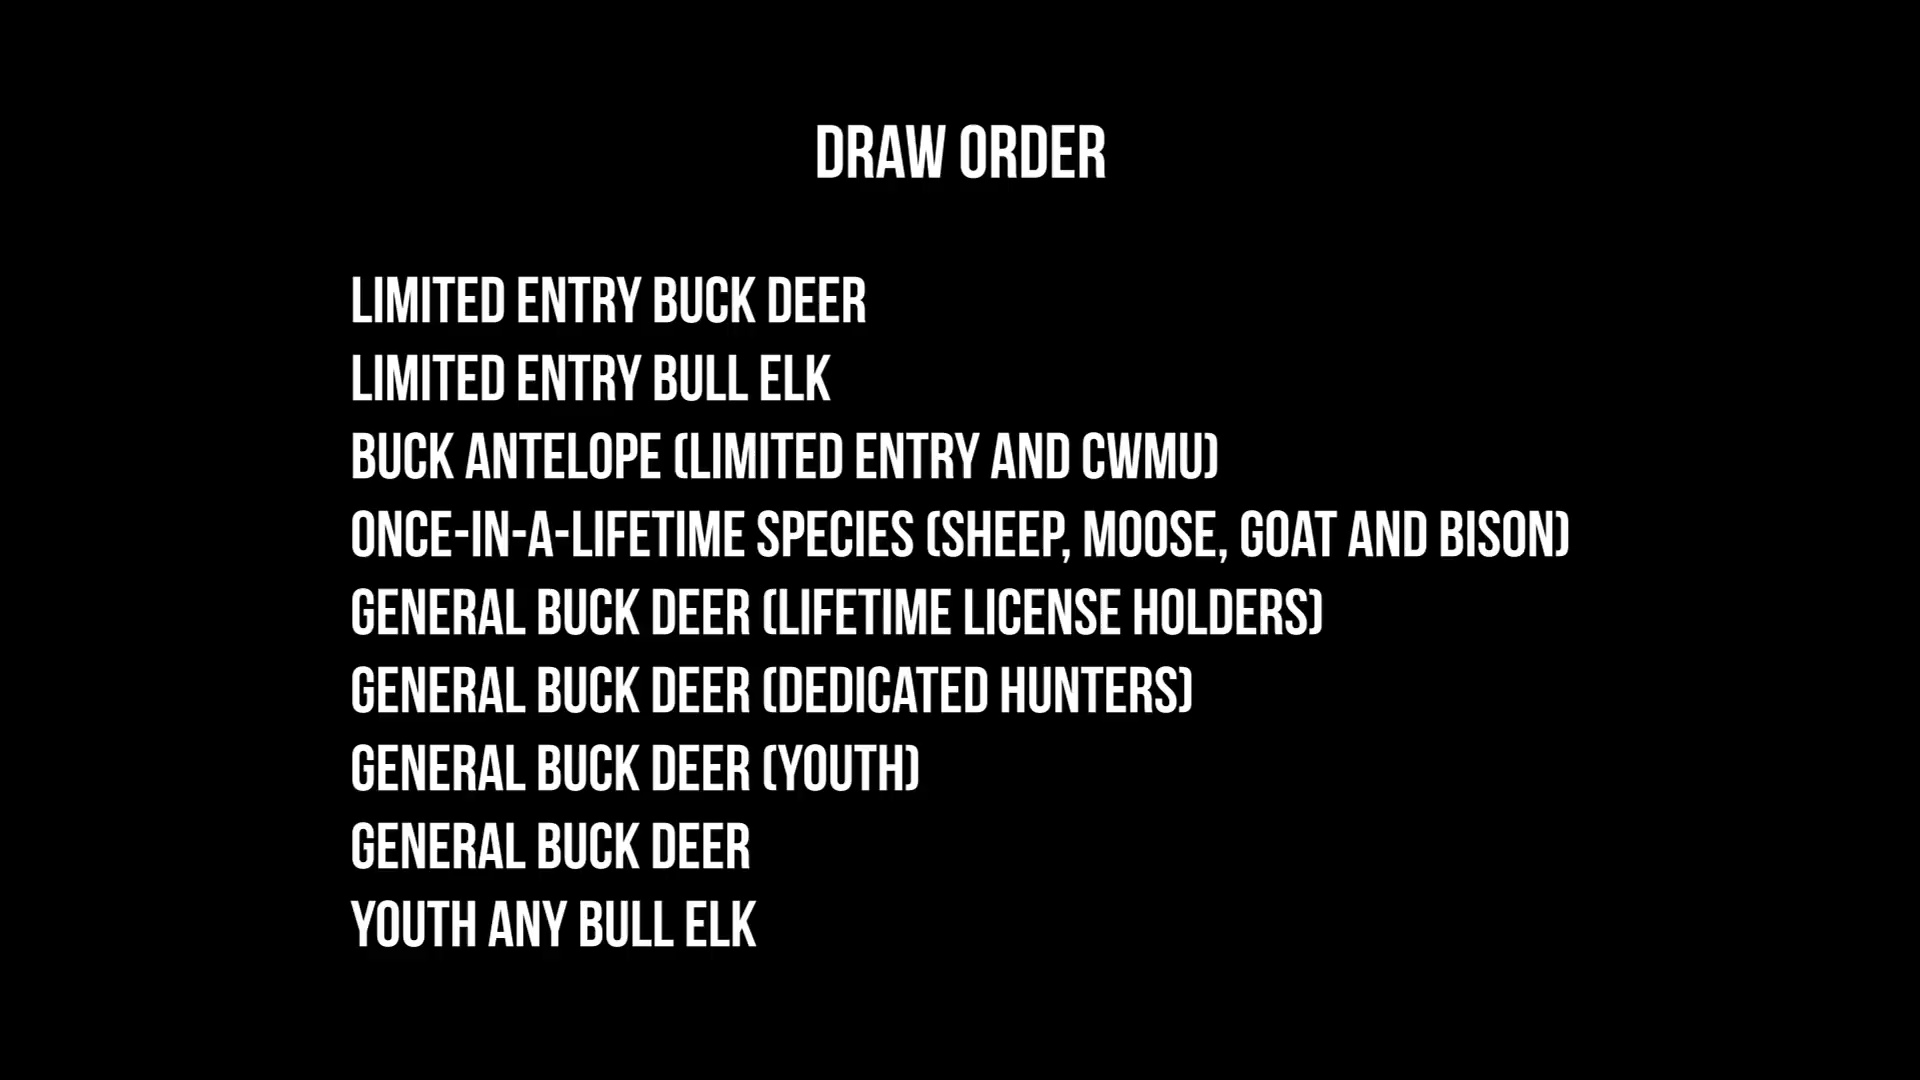 DRAW ORDER
LIMITED ENTRY BUCK DEER
LIMITED ENTRY BULL ELK
BUCK ANTELOPE (LIMITED ENTRY AND CWMU)
ONCE-IN-A-LIFETIME SPECIES (SHEEP, MOOSE, GOAT AND BISON)
GENERAL BUCK DEER (LIFETIME LICENSE HOLDERS)
GENERAL BUCK DEER (DEDICATED HUNTERS)
GENERAL BUCK DEER (YOUTH)
GENERAL BUCK DEER
YOUTH ANY BULL ELK